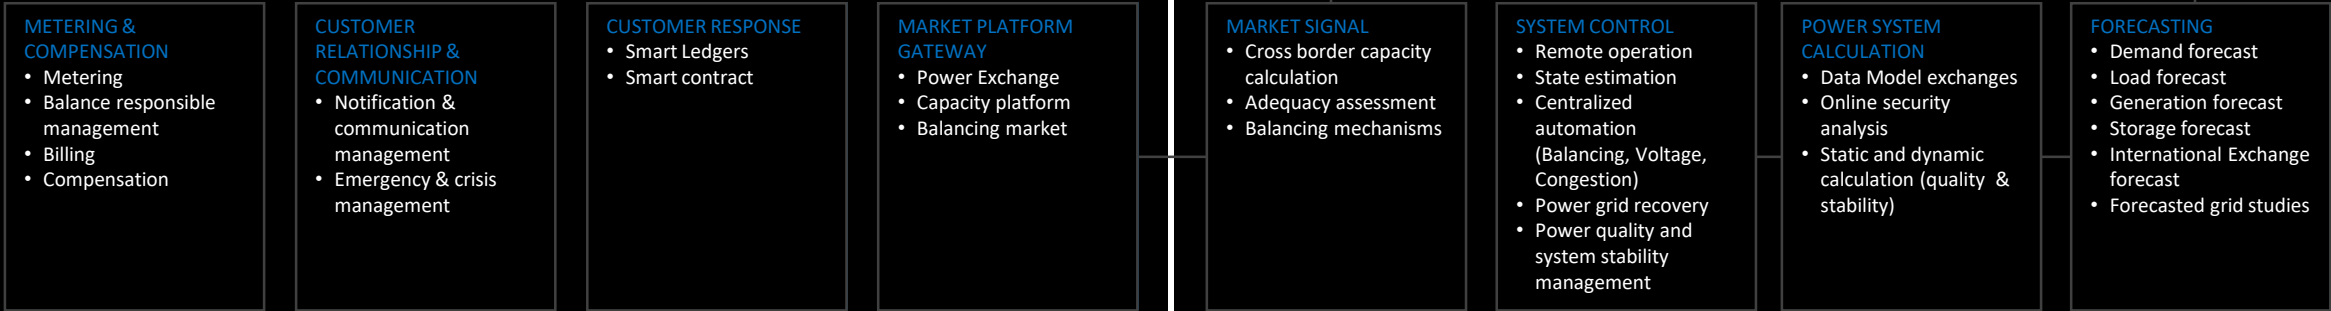 METERING &
COMPENSATION
• Metering
• Balance responsible
management
• Billing
• Compensation
CUSTOMER
RELATIONSHIP &
COMMUNICATION
• Notification &
communication
management
• Emergency & crisis
management
CUSTOMER RESPONSE
• Smart Ledgers
• Smart contract
MARKET PLATFORM
GATEWAY
• Power Exchange
• Capacity platform
• Balancing market
MARKET SIGNAL
• Cross border capacity
calculation
• Adequacy assessment
• Balancing mechanisms
SYSTEM CONTROL
• Remote operation
• State estimation
• Centralized
automation
(Balancing, Voltage,
Congestion)
• Power grid recovery
• Power quality and
system stability
management
POWER SYSTEM
CALCULATION
• Data Model exchanges
• Online security
analysis
• Static and dynamic
calculation (quality &
stability)
FORECASTING
• Demand forecast
• Load forecast
• Generation forecast
• Storage forecast
• International Exchange
forecast
• Forecasted grid studies